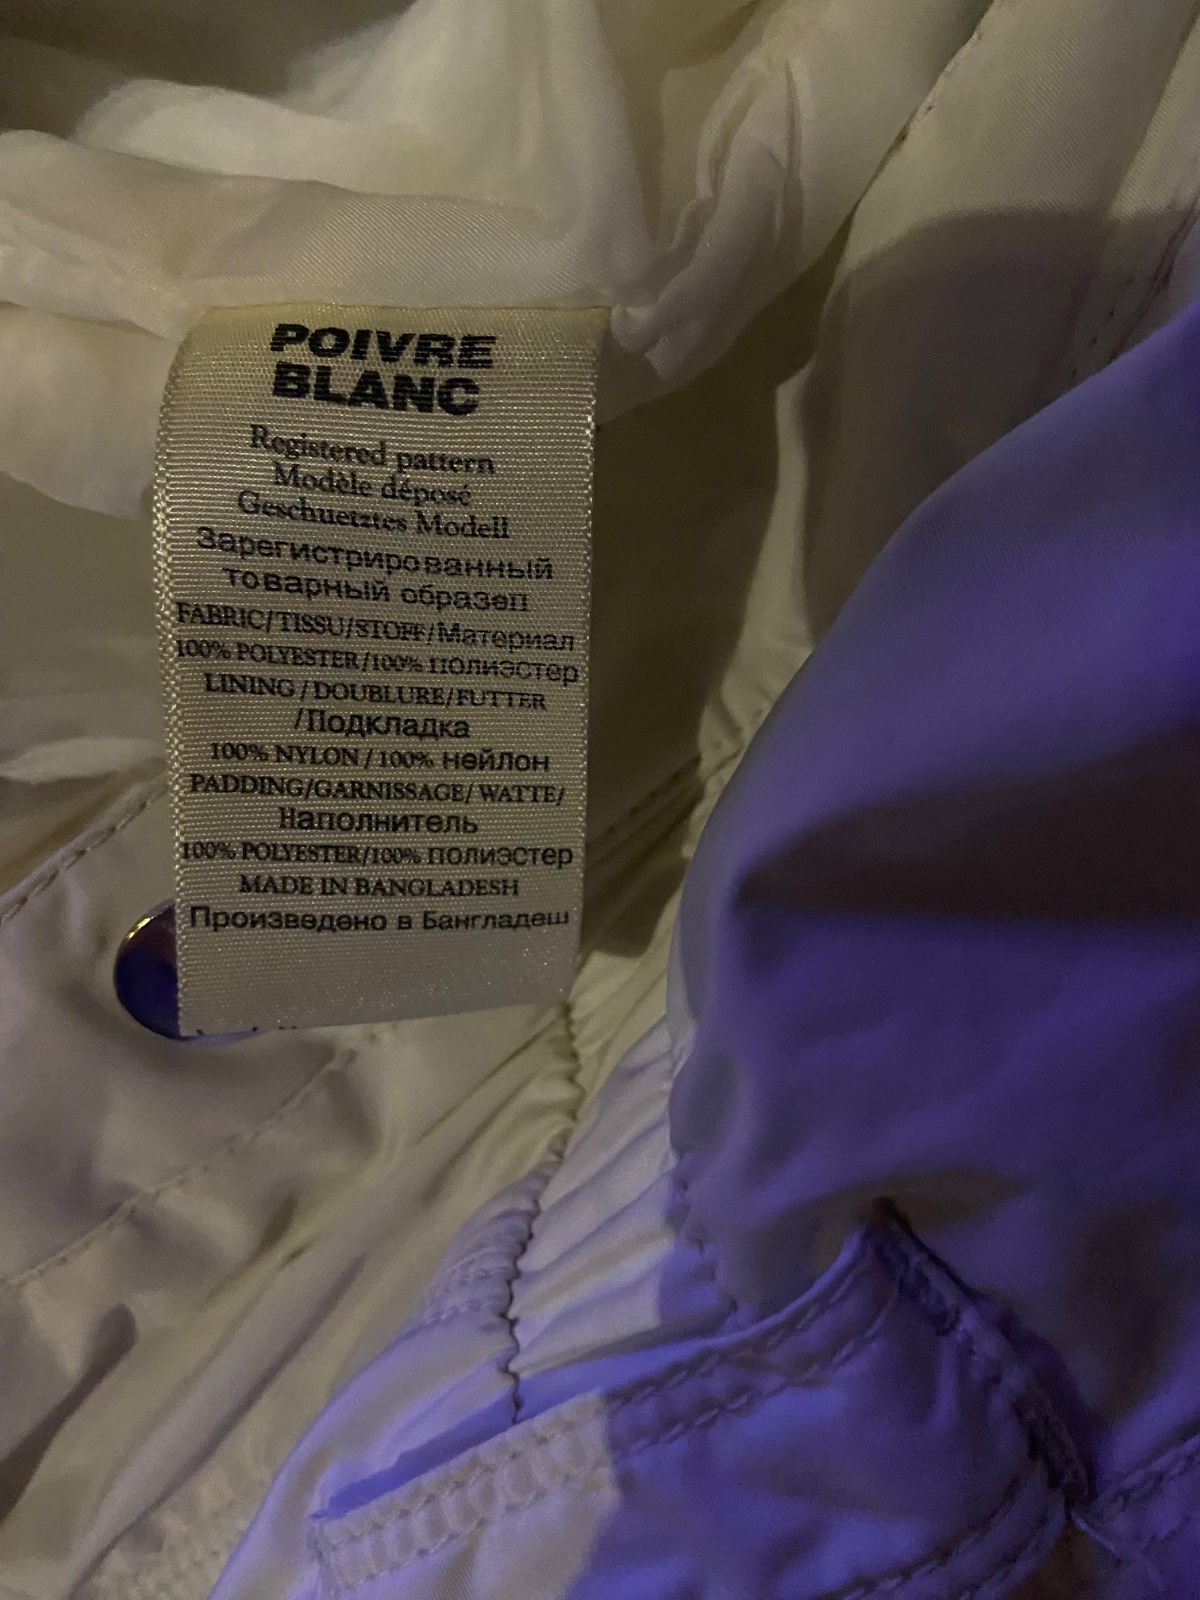 POIVRE
BLANC
Registered pattern
Modèle déposé
Geschuetztes Modell
Зарегистрированный
товарный образец
FABRIC/TISSU/STOFF/Материал
100% POLYESTER/100% полиэстер
LINING / DOUBLURE/FUTTER
/Подкладка
100% NYLON / 100% нейлон
PADDING/GARNISSAGE/ WATTE/
Наполнитель
100% POLYESTER/100% полиэстер
MADE IN BANGLADESH
Произведено в Бангладеш